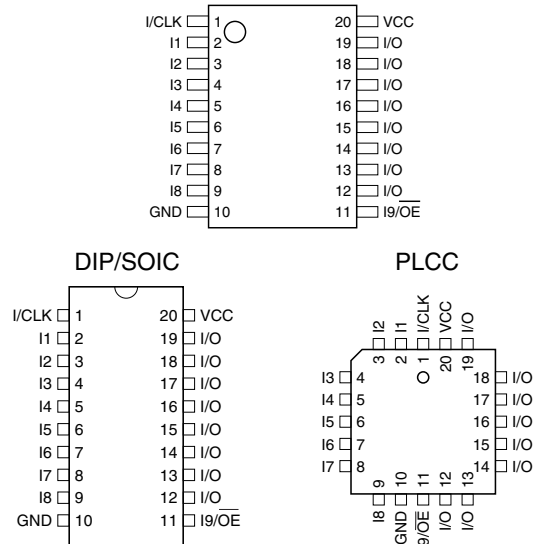 I/CLK 1 20 VCC
I1 2 19 I/O
I2 3 18 I/O
I3 4 17 I/O
I4 5 16 I/O
I5 6 15 I/O
I6 7 14 I/O
I7 8 13 I/O
I8 9 12 I/O
GND 10 11 I9/OE
DIP/SOIC
I/CLK 1 20 VCC
I1 2 19 I/O
I2 3 18 I/O
I3 4 17 I/O
I4 5 16 I/O
I5 6 15 I/O
I6 7 14 I/O
I7 8 13 I/O
I8 9 12 I/O
GND 10 11 I9/OE
PLCC
I2 I1 I/CLK VCC I/O
3 2 1 20 19
I3 4 18 I/O
I4 5 17 I/O
I5 6 16 I/O
I6 7 15 I/O
I7 8 14 I/O
9 10 11 12 13
I8 GND 9/OE I/O I/O